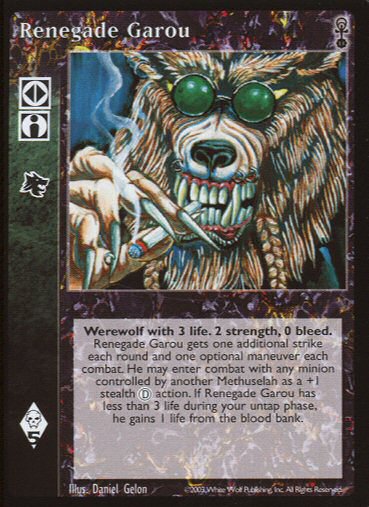 Renegade Garou
Werewolf with 3 life. 2 strength, 0 bleed.
Renegade Garou gets one additional strike
each round and one optional maneuver each
combat. He may enter combat with any minion
controlled by another Methuselah as a +1
stealth D action. If Renegade Garou has
less than 3 life during your untap phase,
he gains 1 life from the blood bank.
5
Illus: Daniel Gelon
©2003 White Wolf Publishing, Inc. All Rights Reserved.